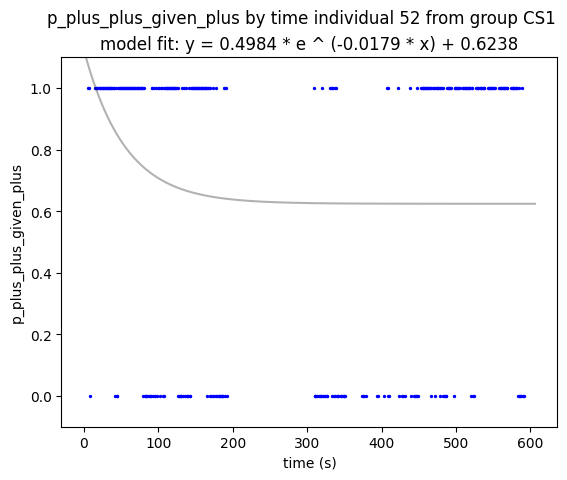 p_plus_plus_given_plus by time individual 52 from group CS1
model fit: y = 0.4984 * e ^ (-0.0179 * x) + 0.6238
1.0
0.8
0.6
0.4
0.2
0.0
p_plus_plus_given_plus
0 100 200 300 400 500 600
time (s)